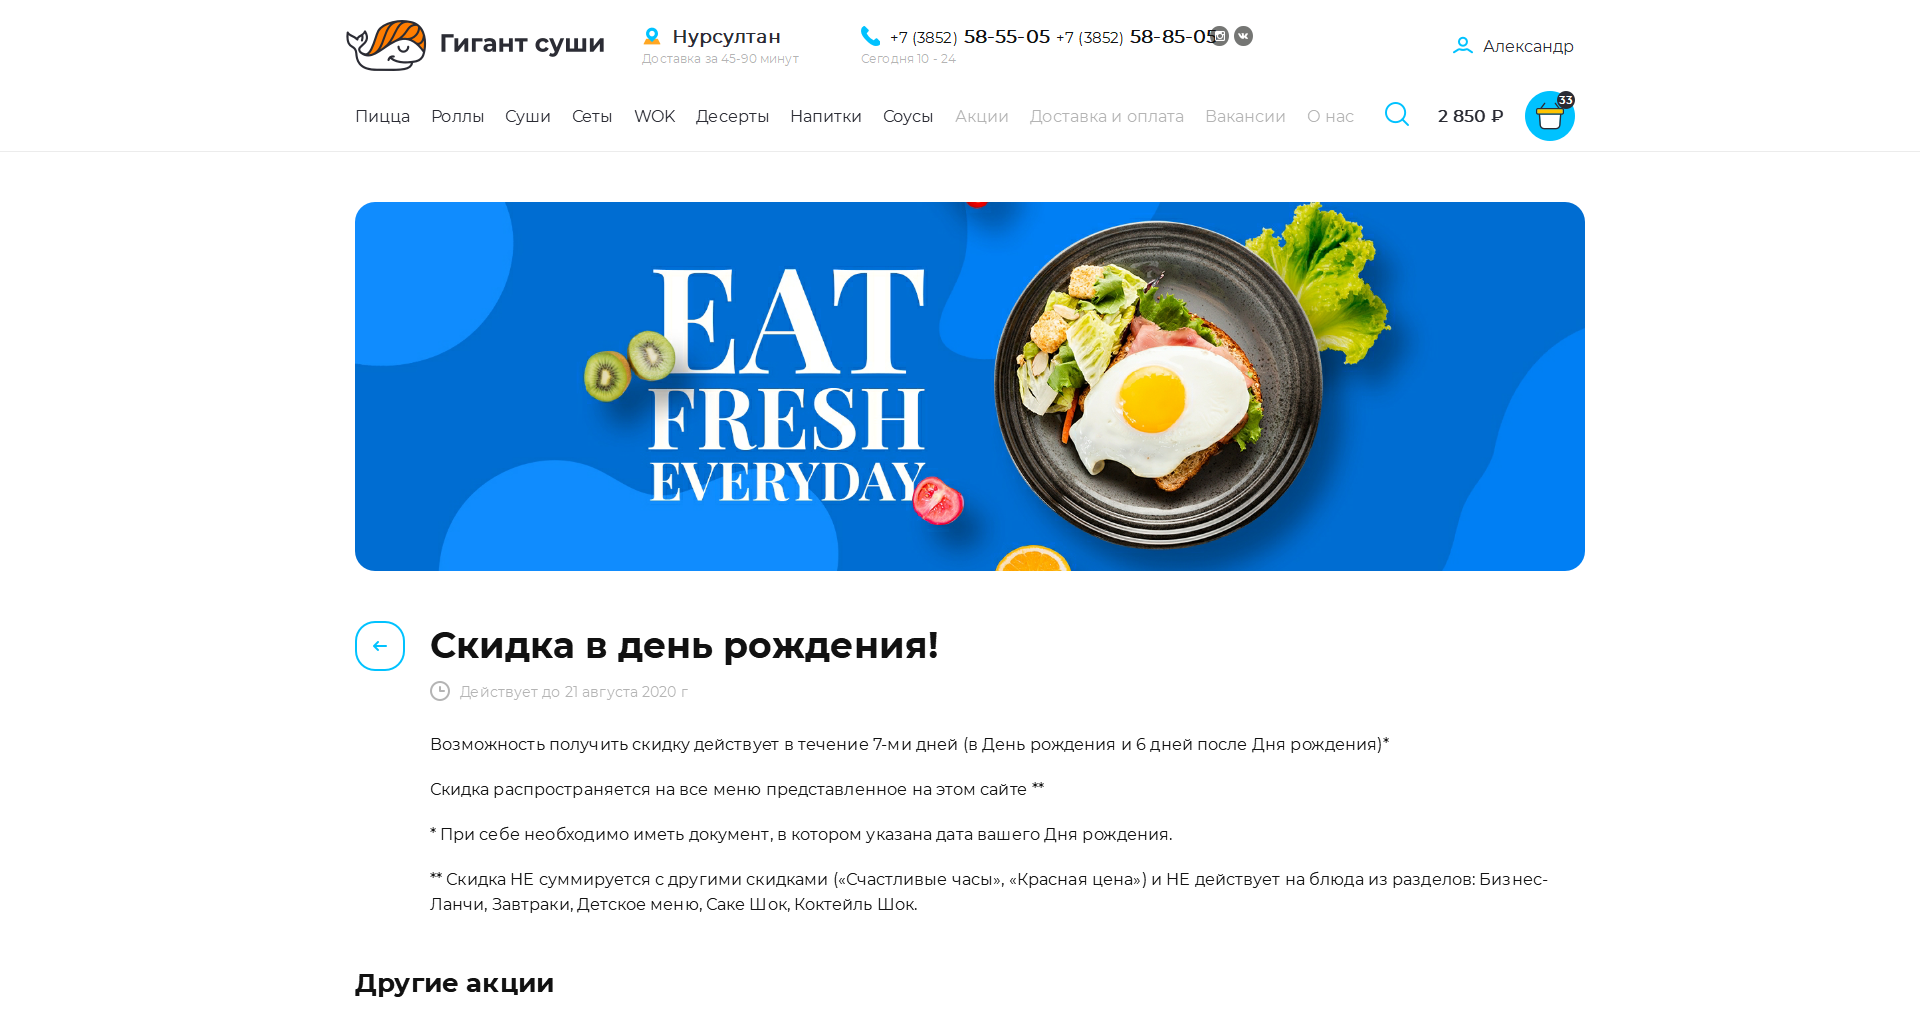 Гигант суши
Нурсултан
Доставка за 45-90 минут
+7 (3852) 58-55-05 +7 (3852) 58-85-05
Сегодня 10 - 24
Александр
Пицца Роллы Суши Сеты WOK Десерты Напитки Соусы Акции Доставка и оплата Вакансии О нас
2 850 ₽
33
EAT
FRESH
EVERYDAY
Скидка в день рождения!
Действует до 21 августа 2020 г
Возможность получить скидку действует в течение 7-ми дней (в День рождения и 6 дней после Дня рождения)*
Скидка распространяется на все меню представленное на этом сайте **
* При себе необходимо иметь документ, в котором указана дата вашего Дня рождения.
** Скидка НЕ суммируется с другими скидками («Счастливые часы», «Красная цена») и НЕ действует на блюда из разделов: Бизнес-
Ланчи, Завтраки, Детское меню, Саке Шок, Коктейль Шок.
Другие акции